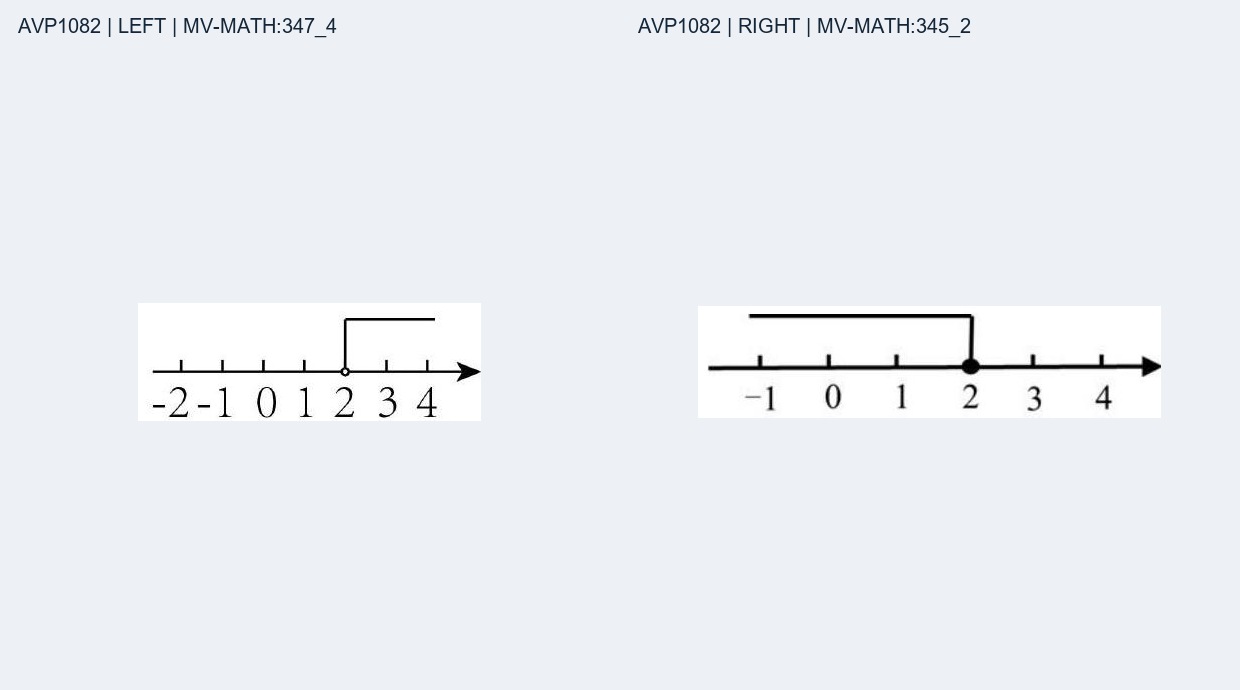 AVP1082 | LEFT | MV-MATH:347_4
AVP1082 | RIGHT | MV-MATH:345_2
-2 -1 0 1 2 3 4
−1 0 1 2 3 4